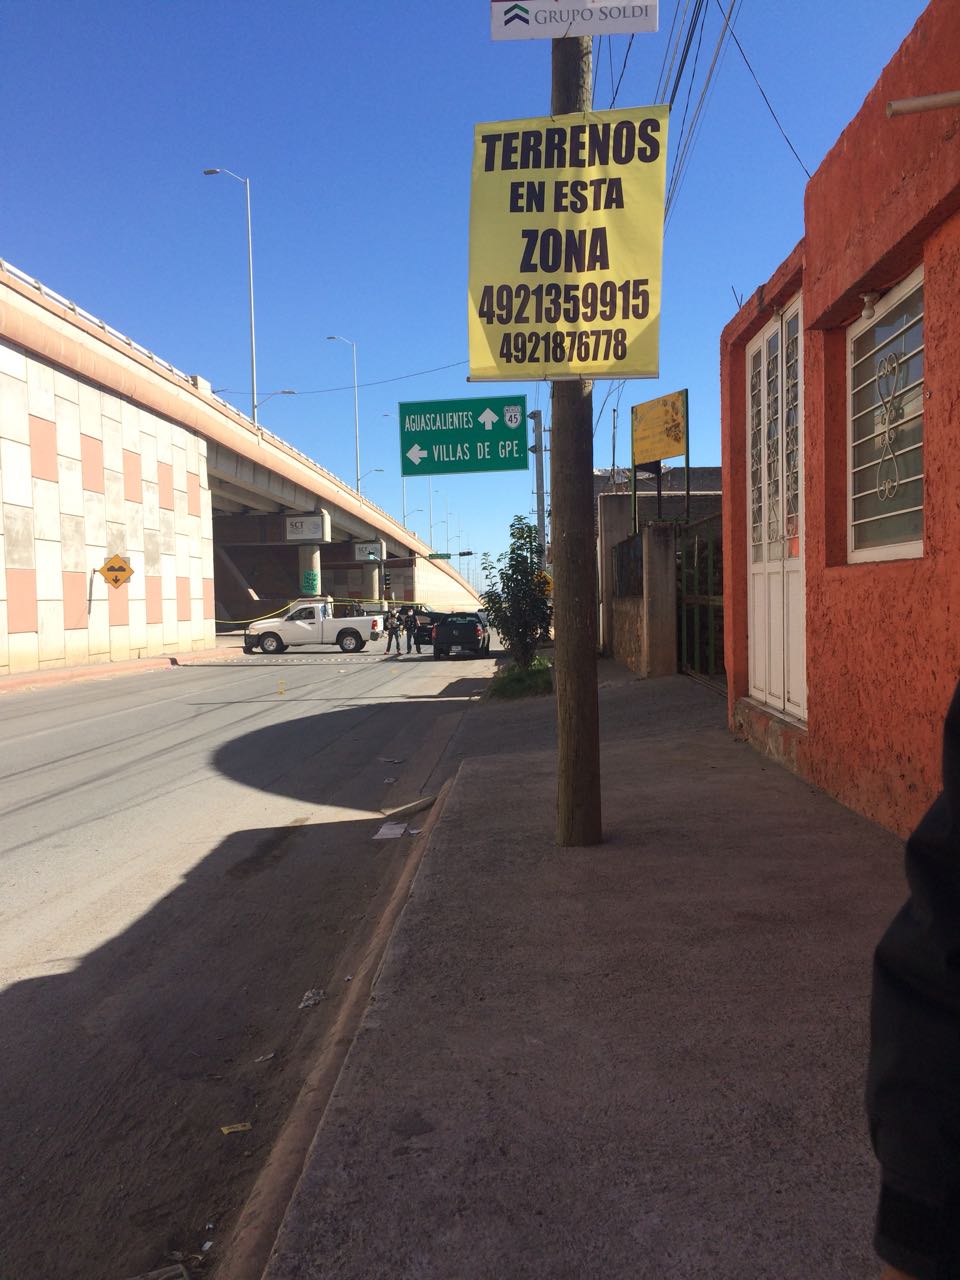 GRUPO SOLDI
TERRENOS
EN ESTA
ZONA
4921359915
4921876778
AGUASCALIENTES
45
VILLAS DE GPE.
SCT